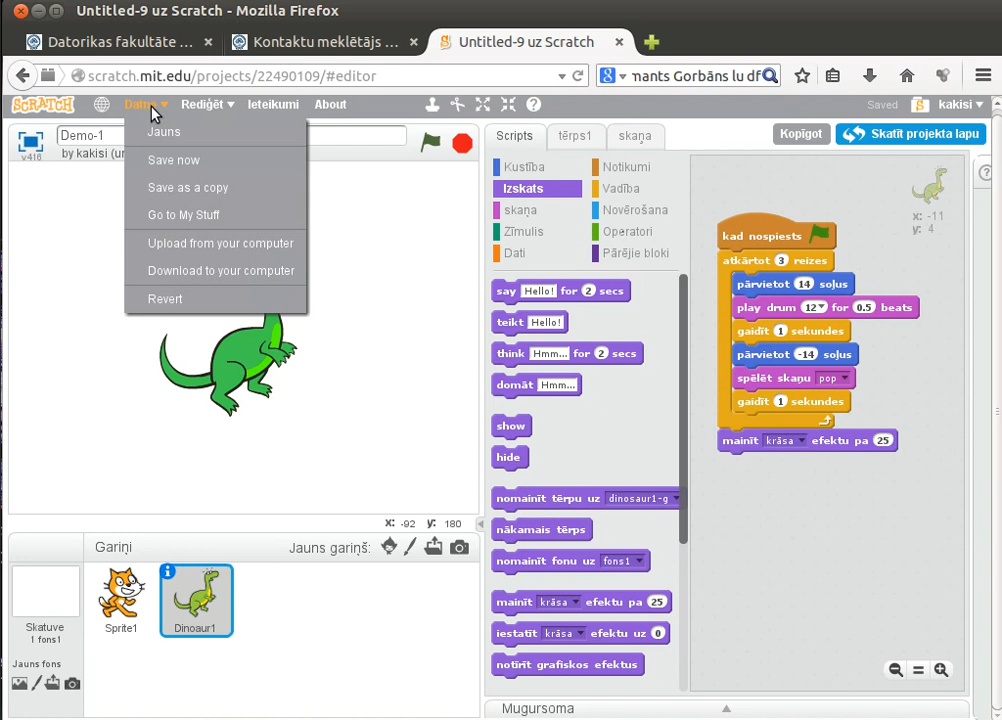 Untitled-9 uz Scratch - Mozilla Firefox
Datorikas fakultāte ...
Kontaktu meklētājs ...
Untitled-9 uz Scratch
scratch.mit.edu/projects/22490109/#editor
mants Gorbāns lu df
SCRATCH
Rediģēt
Ieteikumi
About
Saved
kakisi
v416
Demo-1
by kakisi (un
Jauns
Save now
Save as a copy
Go to My Stuff
Upload from your computer
Download to your computer
Revert
x: -92 y: 180
Gariņi
Jauns gariņš:
Skatuve
1 fons1
Jauns fons
Sprite1
Dinoaur1
Scripts
tērps1
skaņa
Kopīgot
Skatīt projekta lapu
Kustība
Notikumi
Izskats
Vadība
skaņa
Novērošana
Zīmulis
Operatori
Dati
Pārējie bloki
say Hello! for 2 secs
teikt Hello!
think Hmm... for 2 secs
domāt Hmm...
show
hide
nomainīt tērpu uz dinosaur1-g
nākamais tērps
nomainīt fonu uz fons1
mainīt krāsa efektu pa 25
iestatīt krāsa efektu uz 0
notīrīt grafiskos efektus
x: -11
y: 4
kad nospiests
atkārtot 3 reizes
pārvietot 14 soļus
play drum 12 for 0.5 beats
gaidīt 1 sekundes
pārvietot -14 soļus
spēlēt skaņu pop
gaidīt 1 sekundes
mainīt krāsa efektu pa 25
Mugursoma